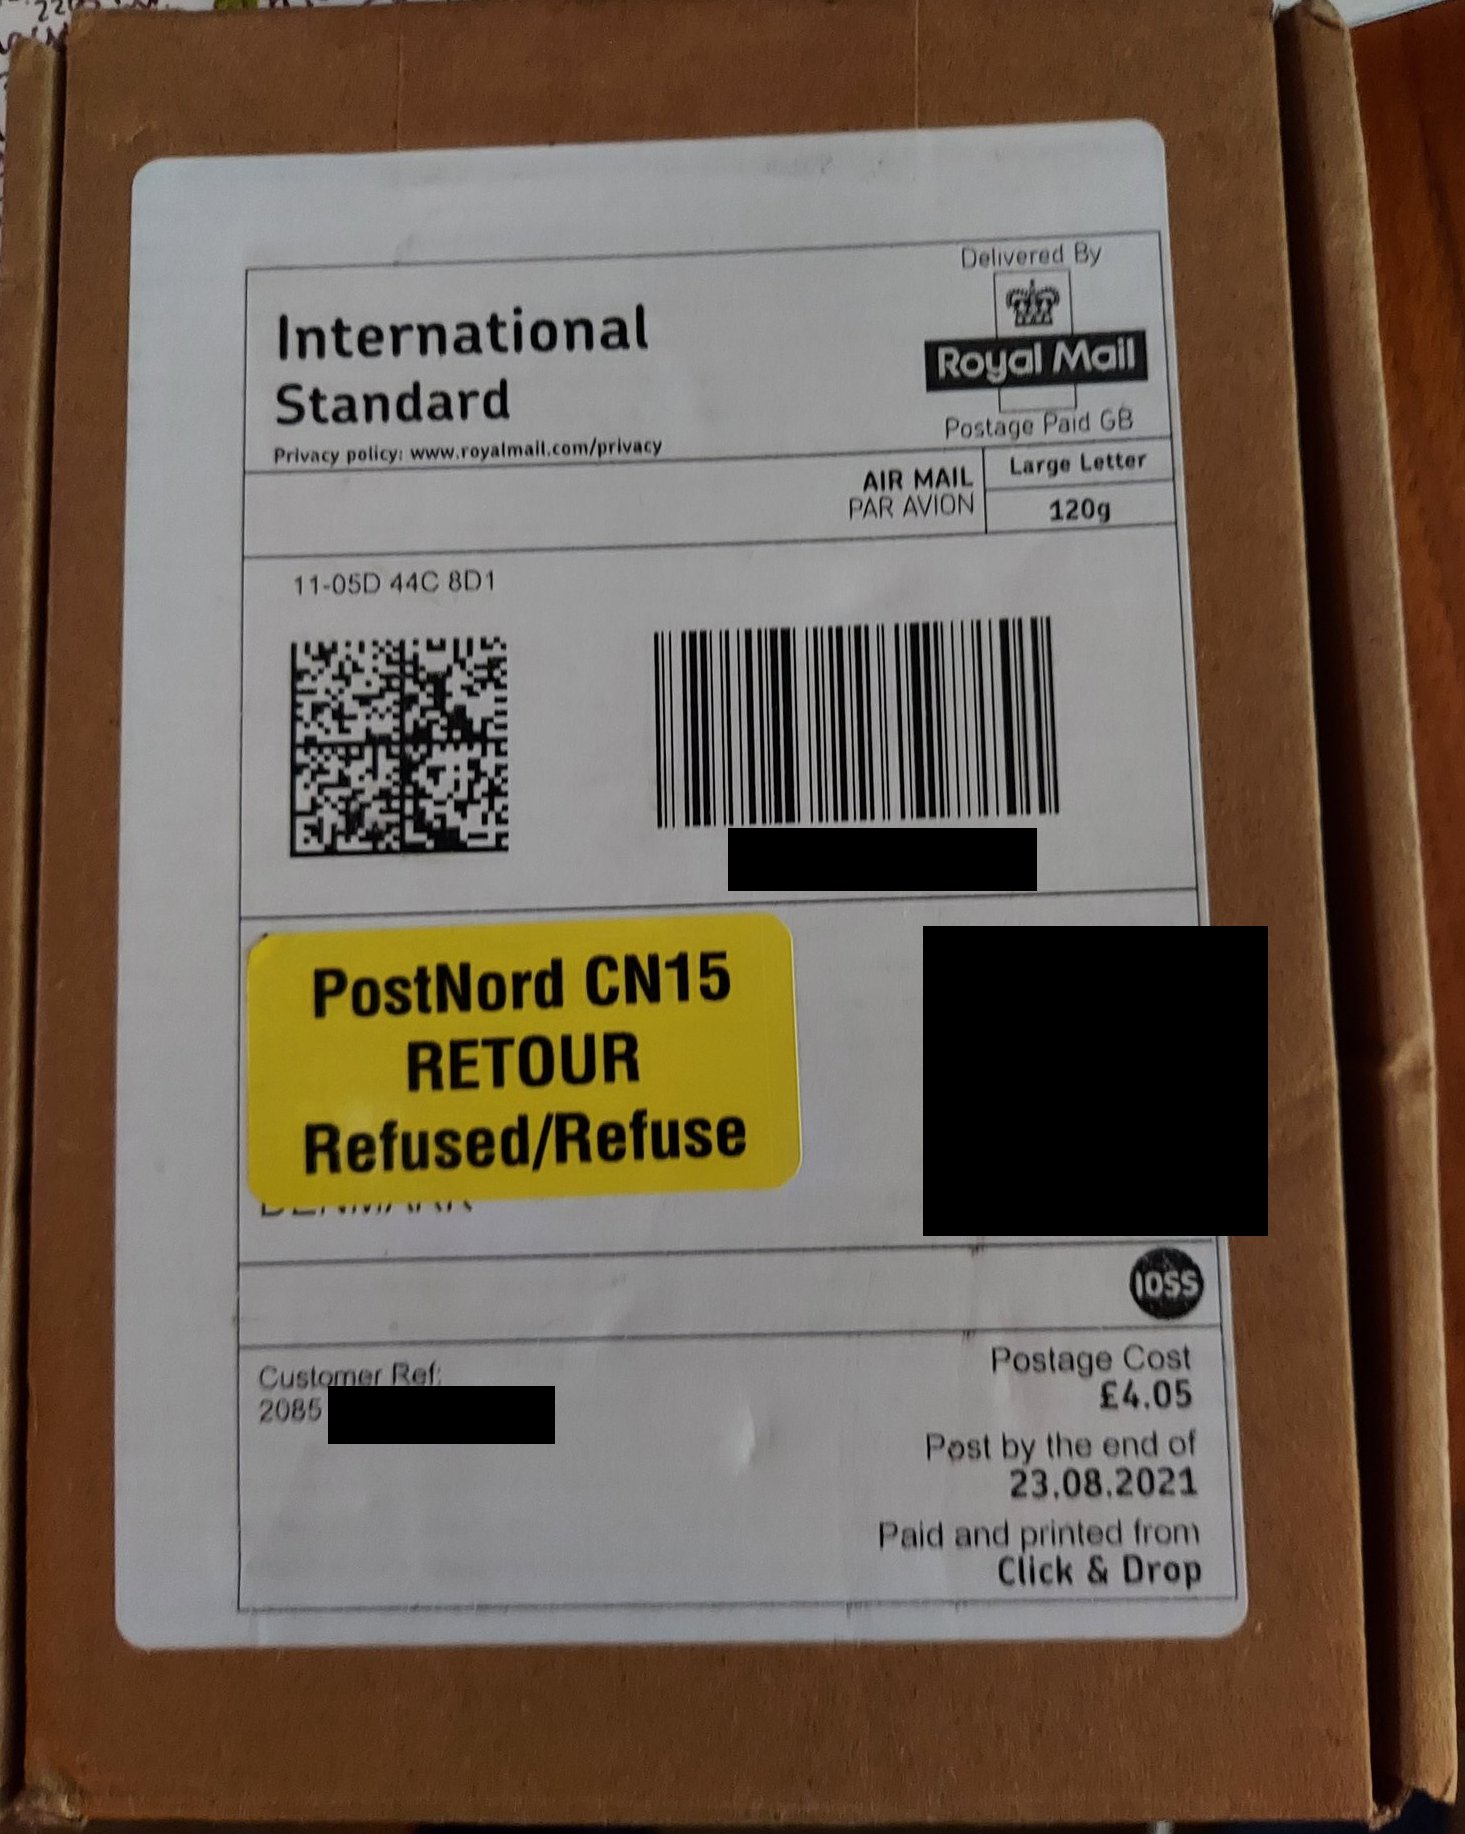 International
Standard
Privacy policy: www.royalmail.com/privacy
Delivered By
Royal Mail
Postage Paid GB
AIR MAIL
PAR AVION
Large Letter
120g
11-05D 44C 8D1
PostNord CN15
RETOUR
Refused/Refuse
DENMARK
IOSS
Customer Ref:
2085
Postage Cost
£4.05
Post by the end of
23.08.2021
Paid and printed from
Click & Drop